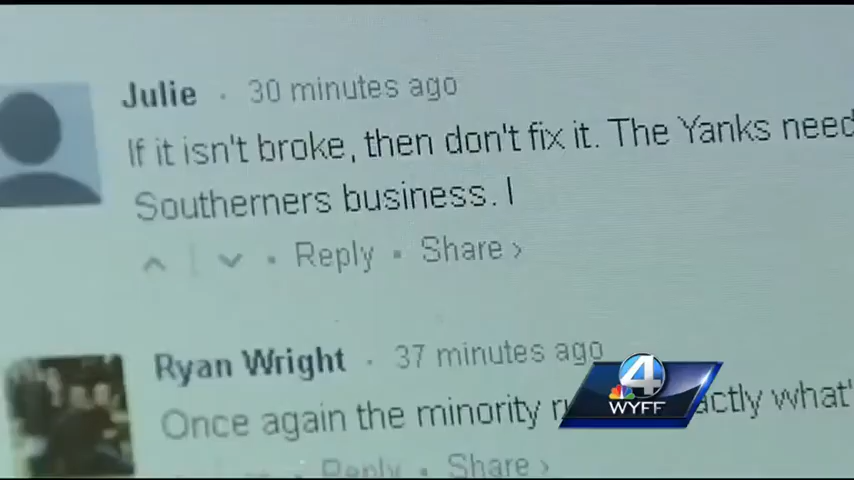 Julie · 30 minutes ago
If it isn't broke, then don't fix it. The Yanks need
Southerners business. I
Reply • Share ›
Ryan Wright · 37 minutes ago
Once again the minority what'
4
WYFF
Reply • Share ›